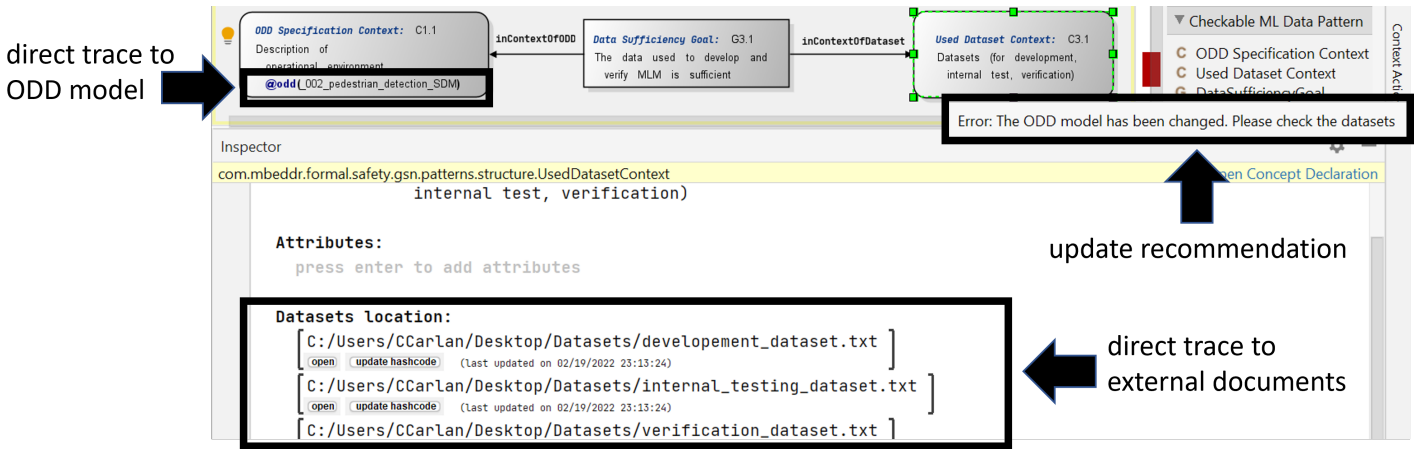 direct trace to
ODD model
ODD Specification Context: C1.1
Description of
operational environment
@odd(_002_pedestrian_detection_SDM)
inContextOfODD
Data Sufficiency Goal: G3.1
The data used to develop and
verify MLM is sufficient
inContextOfDataset
Used Dataset Context: C3.1
Datasets (for development,
internal test, verification)
Checkable ML Data Pattern
C ODD Specification Context
C Used Dataset Context
G DataSufficiencyGoal
Context Actio
Error: The ODD model has been changed. Please check the datasets
Inspector
com.mbeddr.formal.safety.gsn.patterns.structure.UsedDatasetContext
pen Concept Declaration
internal test, verification)
Attributes:
press enter to add attributes
update recommendation
Datasets location:
C:/Users/CCarlan/Desktop/Datasets/developement_dataset.txt
open update hashcode (last updated on 02/19/2022 23:13:24)
C:/Users/CCarlan/Desktop/Datasets/internal_testing_dataset.txt
open update hashcode (last updated on 02/19/2022 23:13:24)
C:/Users/CCarlan/Desktop/Datasets/verification_dataset.txt
direct trace to
external documents